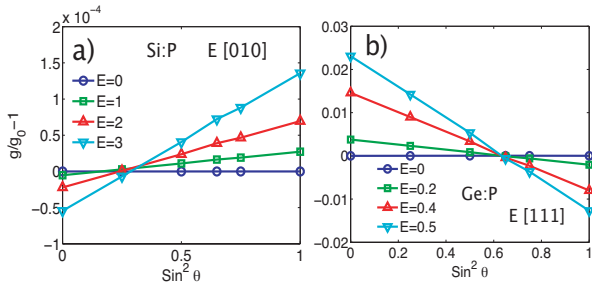 × 10⁻⁴
a) Si:P E [010]
2
1.5
1
0.5
0
−0.5
−1
g/g₀−1
E=0
E=1
E=2
E=3
0 0.5 1
Sin² θ
b)
0.03
0.02
0.01
0.00
−0.01
−0.02
E=0
E=0.2
E=0.4
E=0.5
Ge:P
E [111]
0 0.2 0.4 0.6 0.8 1
Sin² θ